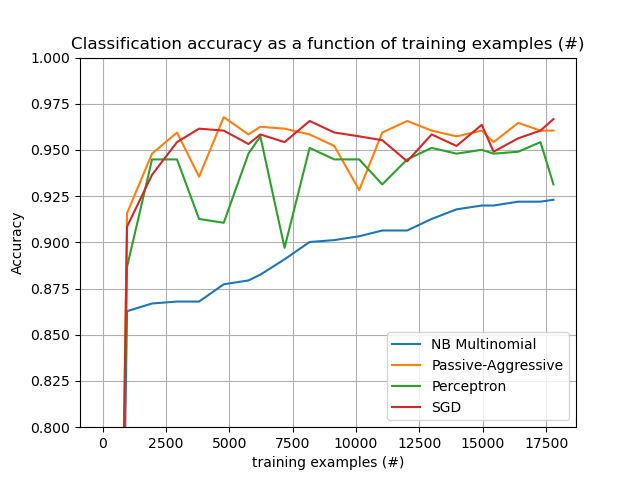 Classification accuracy as a function of training examples (#)
1.000
0.975
0.950
0.925
0.900
0.875
0.850
0.825
0.800
Accuracy
NB Multinomial
Passive-Aggressive
Perceptron
SGD
0 2500 5000 7500 10000 12500 15000 17500
training examples (#)